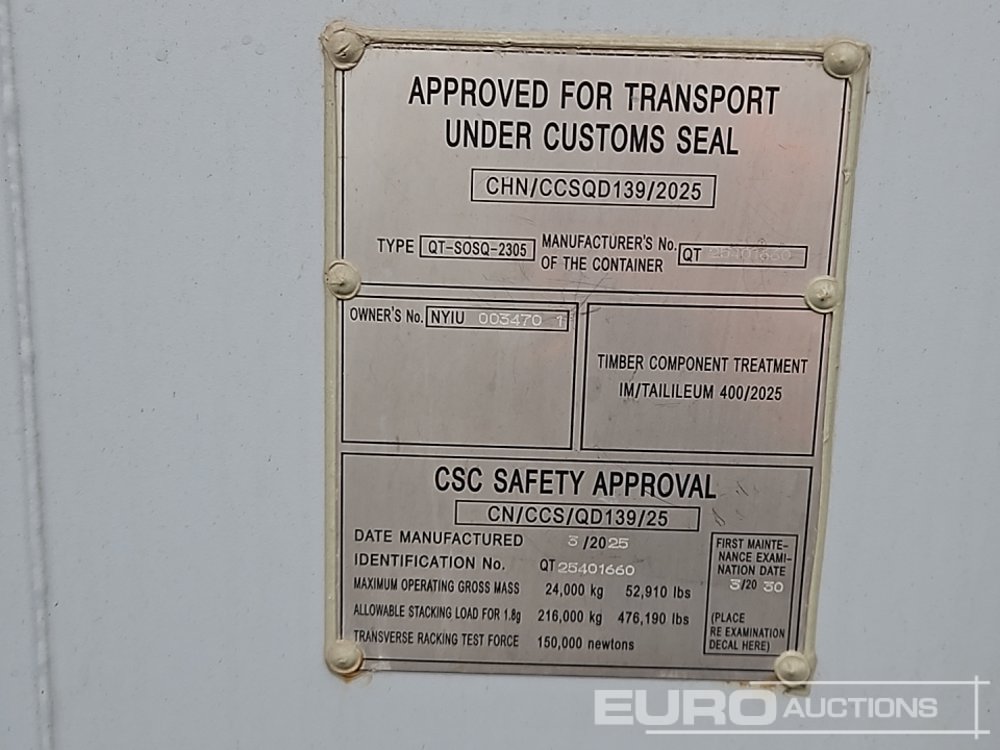 APPROVED FOR TRANSPORT
UNDER CUSTOMS SEAL
CHN/CCSQD139/2025
TYPE QT-SOSQ-2305 MANUFACTURER'S No. OF THE CONTAINER QT 25401660
OWNER'S No. NYIU 003470 1
TIMBER COMPONENT TREATMENT
IM/TAILILEUM 400/2025
CSC SAFETY APPROVAL
CN/CCS/QD139/25
DATE MANUFACTURED 3/2025
IDENTIFICATION No. QT25401660
MAXIMUM OPERATING GROSS MASS 24,000 kg 52,910 lbs
ALLOWABLE STACKING LOAD FOR 1.8g 216,000 kg 476,190 lbs
TRANSVERSE RACKING TEST FORCE 150,000 newtons
FIRST MAINTE-
NANCE EXAMI-
NATION DATE
3/20 30
(PLACE
RE EXAMINATION
DECAL HERE)
EURO AUCTIONS